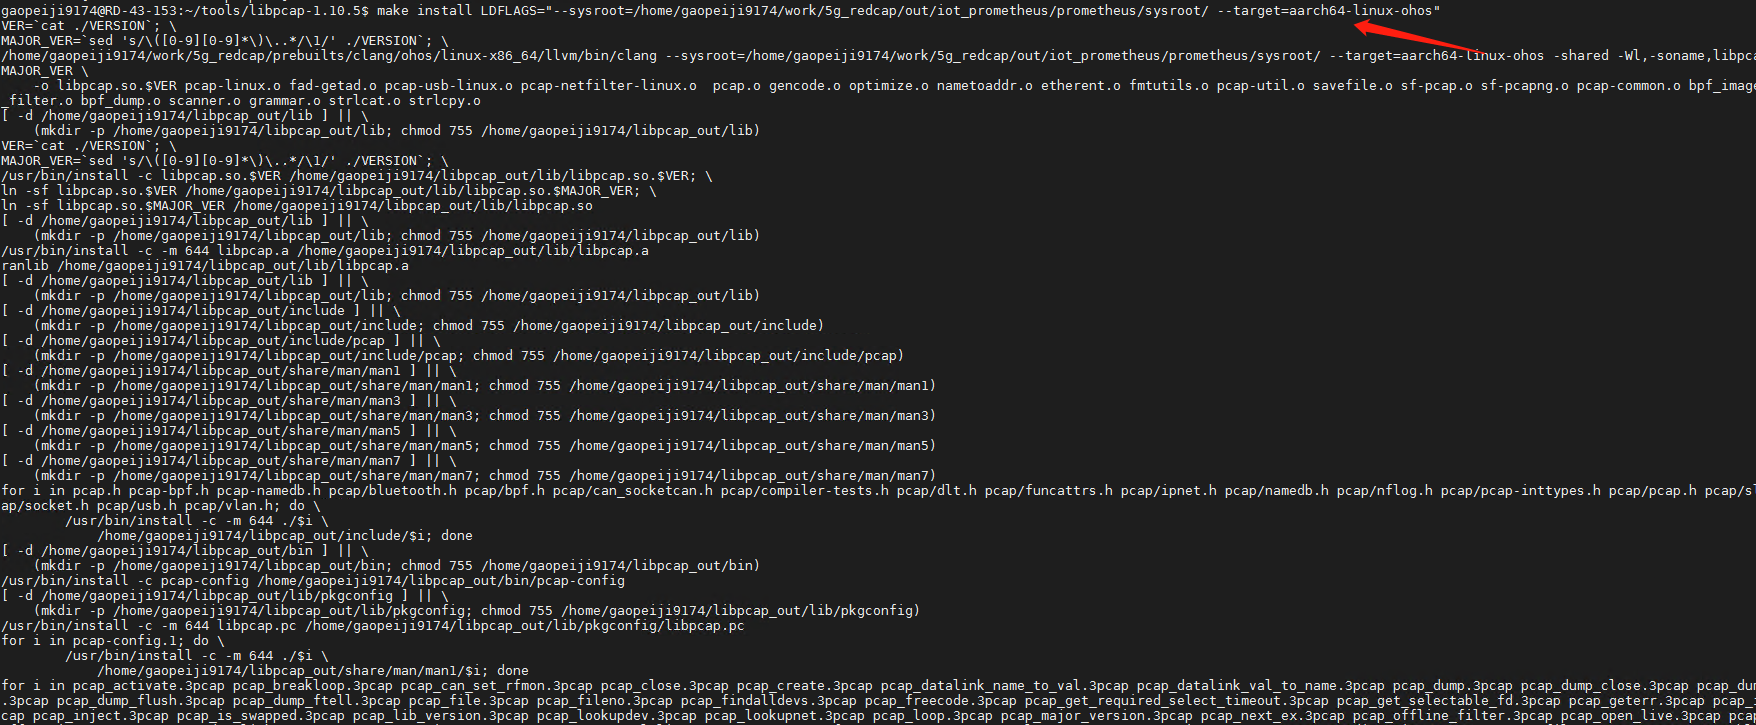 gaopeiji9174@RD-43-153:~/tools/libpcap-1.10.5$ make install LDFLAGS="--sysroot=/home/gaopeiji9174/work/5g_redcap/out/iot_prometheus/prometheus/sysroot/ --target=aarch64-linux-ohos"
VER=`cat ./VERSION`; \
MAJOR_VER=`sed 's/\([0-9][0-9]*\)\..*/\1/' ./VERSION`; \
/home/gaopeiji9174/work/5g_redcap/prebuilts/clang/ohos/linux-x86_64/llvm/bin/clang --sysroot=/home/gaopeiji9174/work/5g_redcap/out/iot_prometheus/prometheus/sysroot/ --target=aarch64-linux-ohos -shared -Wl,-soname,libpca
MAJOR_VER \
    -o libpcap.so.$VER pcap-linux.o fad-getad.o pcap-usb-linux.o pcap-netfilter-linux.o  pcap.o gencode.o optimize.o nametoaddr.o etherent.o fmtutils.o pcap-util.o savefile.o sf-pcap.o sf-pcapng.o pcap-common.o bpf_image
_filter.o bpf_dump.o scanner.o grammar.o strlcat.o strlcpy.o
[ -d /home/gaopeiji9174/libpcap_out/lib ] || \
    (mkdir -p /home/gaopeiji9174/libpcap_out/lib; chmod 755 /home/gaopeiji9174/libpcap_out/lib)
VER=`cat ./VERSION`; \
MAJOR_VER=`sed 's/\([0-9][0-9]*\)\..*/\1/' ./VERSION`; \
/usr/bin/install -c libpcap.so.$VER /home/gaopeiji9174/libpcap_out/lib/libpcap.so.$VER; \
ln -sf libpcap.so.$VER /home/gaopeiji9174/libpcap_out/lib/libpcap.so.$MAJOR_VER; \
ln -sf libpcap.so.$MAJOR_VER /home/gaopeiji9174/libpcap_out/lib/libpcap.so
[ -d /home/gaopeiji9174/libpcap_out/lib ] || \
    (mkdir -p /home/gaopeiji9174/libpcap_out/lib; chmod 755 /home/gaopeiji9174/libpcap_out/lib)
/usr/bin/install -c -m 644 libpcap.a /home/gaopeiji9174/libpcap_out/lib/libpcap.a
ranlib /home/gaopeiji9174/libpcap_out/lib/libpcap.a
[ -d /home/gaopeiji9174/libpcap_out/lib ] || \
    (mkdir -p /home/gaopeiji9174/libpcap_out/lib; chmod 755 /home/gaopeiji9174/libpcap_out/lib)
[ -d /home/gaopeiji9174/libpcap_out/include ] || \
    (mkdir -p /home/gaopeiji9174/libpcap_out/include; chmod 755 /home/gaopeiji9174/libpcap_out/include)
[ -d /home/gaopeiji9174/libpcap_out/include/pcap ] || \
    (mkdir -p /home/gaopeiji9174/libpcap_out/include/pcap; chmod 755 /home/gaopeiji9174/libpcap_out/include/pcap)
[ -d /home/gaopeiji9174/libpcap_out/share/man/man1 ] || \
    (mkdir -p /home/gaopeiji9174/libpcap_out/share/man/man1; chmod 755 /home/gaopeiji9174/libpcap_out/share/man/man1)
[ -d /home/gaopeiji9174/libpcap_out/share/man/man3 ] || \
    (mkdir -p /home/gaopeiji9174/libpcap_out/share/man/man3; chmod 755 /home/gaopeiji9174/libpcap_out/share/man/man3)
[ -d /home/gaopeiji9174/libpcap_out/share/man/man5 ] || \
    (mkdir -p /home/gaopeiji9174/libpcap_out/share/man/man5; chmod 755 /home/gaopeiji9174/libpcap_out/share/man/man5)
[ -d /home/gaopeiji9174/libpcap_out/share/man/man7 ] || \
    (mkdir -p /home/gaopeiji9174/libpcap_out/share/man/man7; chmod 755 /home/gaopeiji9174/libpcap_out/share/man/man7)
for i in pcap.h pcap-bpf.h pcap-namedb.h pcap/bluetooth.h pcap/bpf.h pcap/can_socketcan.h pcap/compiler-tests.h pcap/dlt.h pcap/funcattrs.h pcap/ipnet.h pcap/namedb.h pcap/nflog.h pcap/pcap-inttypes.h pcap/pcap.h pcap/sl
ap/socket.h pcap/usb.h pcap/vlan.h; do \
        /usr/bin/install -c -m 644 ./$i \
            /home/gaopeiji9174/libpcap_out/include/$i; done
[ -d /home/gaopeiji9174/libpcap_out/bin ] || \
    (mkdir -p /home/gaopeiji9174/libpcap_out/bin; chmod 755 /home/gaopeiji9174/libpcap_out/bin)
/usr/bin/install -c pcap-config /home/gaopeiji9174/libpcap_out/bin/pcap-config
[ -d /home/gaopeiji9174/libpcap_out/lib/pkgconfig ] || \
    (mkdir -p /home/gaopeiji9174/libpcap_out/lib/pkgconfig; chmod 755 /home/gaopeiji9174/libpcap_out/lib/pkgconfig)
/usr/bin/install -c -m 644 libpcap.pc /home/gaopeiji9174/libpcap_out/lib/pkgconfig/libpcap.pc
for i in pcap-config.1; do \
        /usr/bin/install -c -m 644 ./$i \
            /home/gaopeiji9174/libpcap_out/share/man/man1/$i; done
for i in pcap_activate.3pcap pcap_breakloop.3pcap pcap_can_set_rfmon.3pcap pcap_close.3pcap pcap_create.3pcap pcap_datalink_name_to_val.3pcap pcap_datalink_val_to_name.3pcap pcap_dump.3pcap pcap_dump_close.3pcap pcap_dum
.3pcap pcap_dump_flush.3pcap pcap_dump_ftell.3pcap pcap_file.3pcap pcap_fileno.3pcap pcap_findalldevs.3pcap pcap_freecode.3pcap pcap_get_required_select_timeout.3pcap pcap_get_selectable_fd.3pcap pcap_geterr.3pcap pcap_
cap pcap_inject.3pcap pcap_is_swapped.3pcap pcap_lib_version.3pcap pcap_lookupdev.3pcap pcap_lookupnet.3pcap pcap_loop.3pcap pcap_major_version.3pcap pcap_next_ex.3pcap pcap_offline_filter.3pcap pcap_open_live.3pcap pca